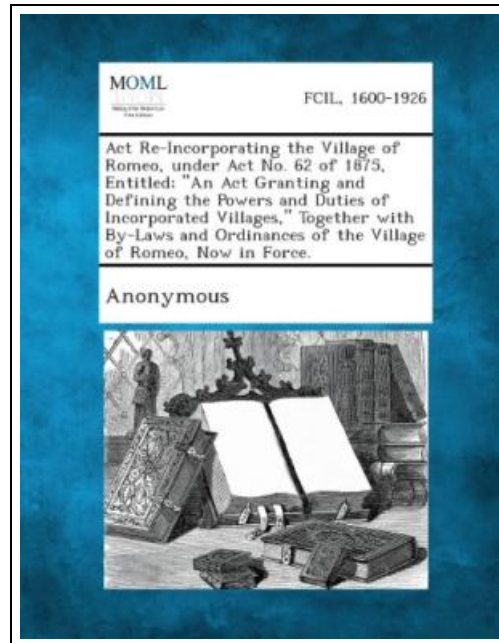 MOML
FCIL, 1600-1926
Act Re-Incorporating the Village of
Romeo, under Act No. 62 of 1875,
Entitled: "An Act Granting and
Defining the Powers and Duties of
Incorporated Villages," Together with
By-Laws and Ordinances of the Village
of Romeo, Now in Force.
Anonymous